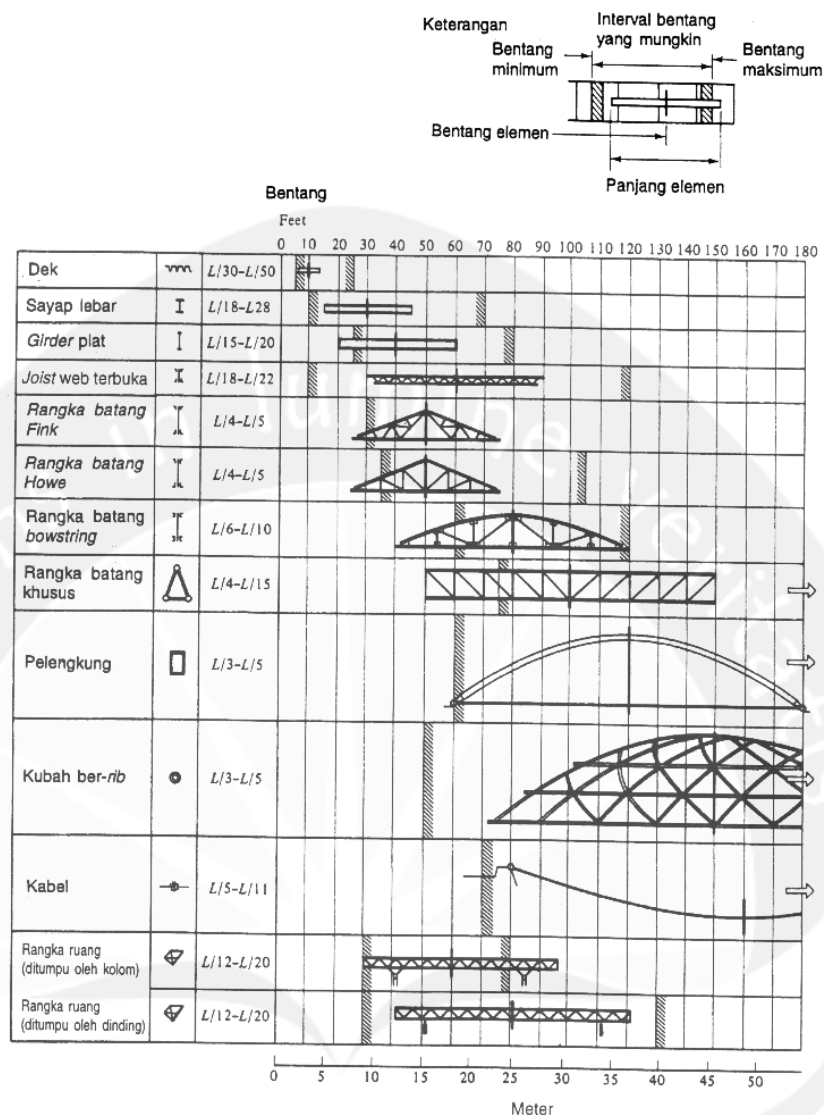 Keterangan
Interval bentang
yang mungkin
Bentang
minimum
Bentang
maksimum
Bentang elemen
Panjang elemen
Bentang
Feet
0 10 20 30 40 50 60 70 80 90 100 110 120 130 140 150 160 170 180
Dek L/30–L/50
Sayap lebar L/18–L28
Girder plat L/15–L/20
Joist web terbuka L/18–L/22
Rangka batang
Fink
L/4–L/5
Rangka batang
Howe
L/4–L/5
Rangka batang
bowstring
L/6–L/10
Rangka batang
khusus
L/4–L/15
Pelengkung L/3–L/5
Kubah ber-rib L/3–L/5
Kabel L/5–L/11
Rangka ruang
(ditumpu oleh kolom)
L/12–L/20
Rangka ruang
(ditumpu oleh dinding)
L/12–L/20
0 5 10 15 20 25 30 35 40 45 50
Meter
in lumine veritatis